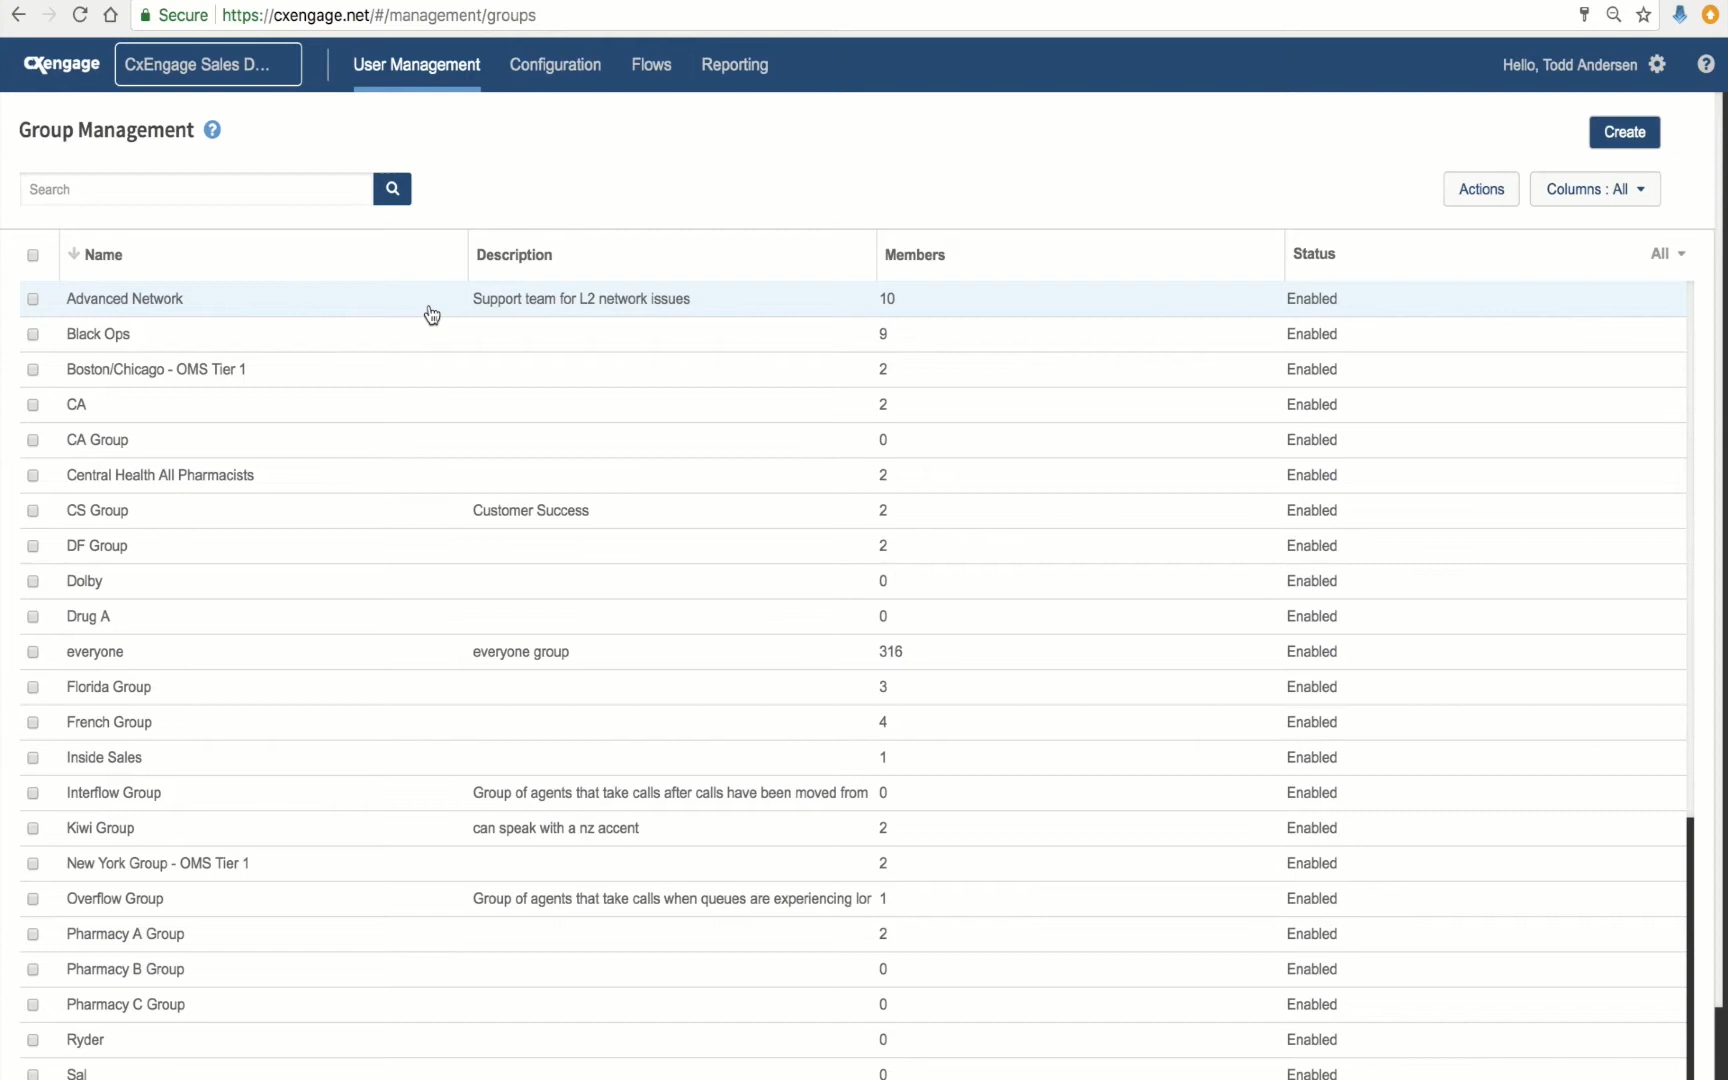 Secure https://cxengage.net/#/management/groups
CXengage CxEngage Sales D... User Management Configuration Flows Reporting Hello, Todd Andersen ?
Group Management ? Create
Search Actions Columns : All
Name Description Members Status All
Advanced Network Support team for L2 network issues 10 Enabled
Black Ops 9 Enabled
Boston/Chicago - OMS Tier 1 2 Enabled
CA 2 Enabled
CA Group 0 Enabled
Central Health All Pharmacists 2 Enabled
CS Group Customer Success 2 Enabled
DF Group 2 Enabled
Dolby 0 Enabled
Drug A 0 Enabled
everyone everyone group 316 Enabled
Florida Group 3 Enabled
French Group 4 Enabled
Inside Sales 1 Enabled
Interflow Group Group of agents that take calls after calls have been moved from 0 Enabled
Kiwi Group can speak with a nz accent 2 Enabled
New York Group - OMS Tier 1 2 Enabled
Overflow Group Group of agents that take calls when queues are experiencing lor 1 Enabled
Pharmacy A Group 2 Enabled
Pharmacy B Group 0 Enabled
Pharmacy C Group 0 Enabled
Ryder 0 Enabled
Sal 0 Enabled